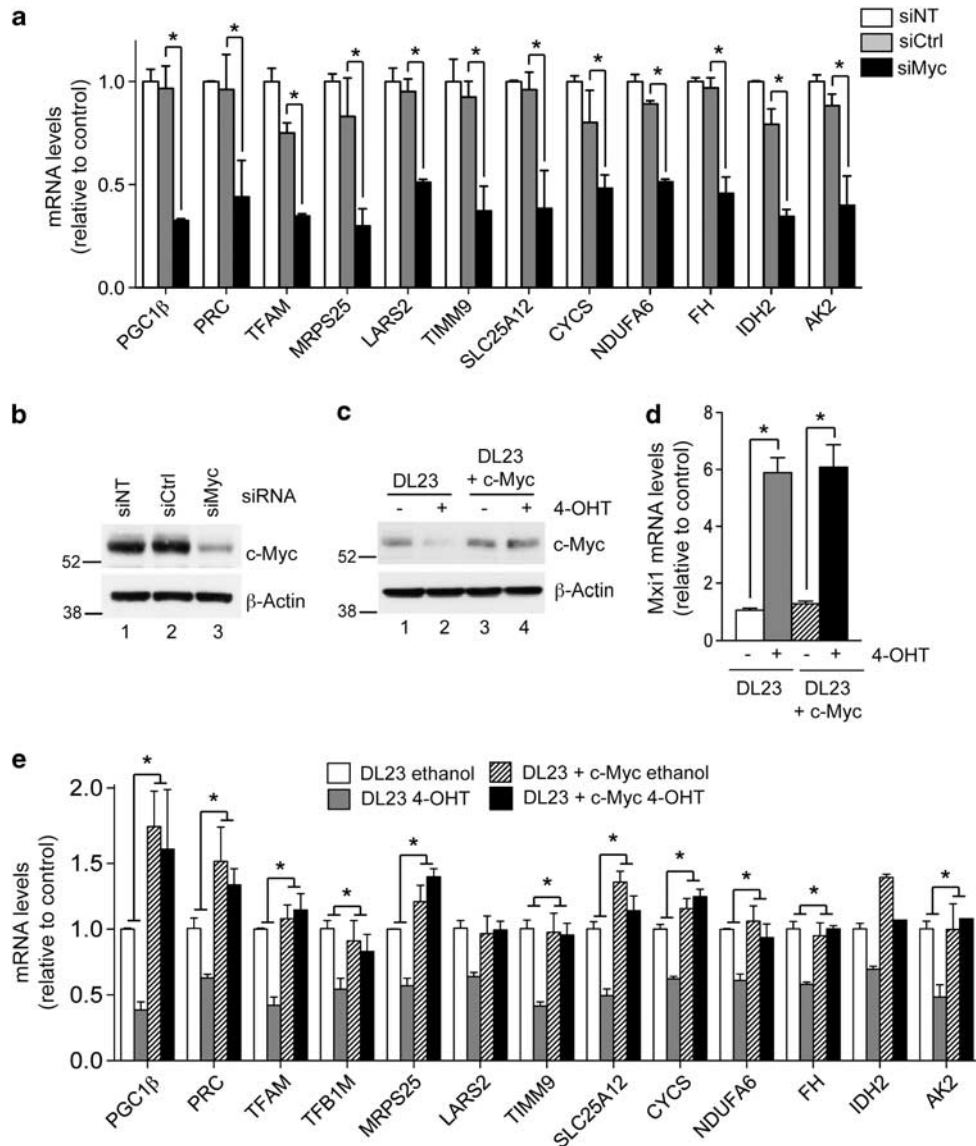 a
siNT
siCtrl
siMyc
mRNA levels
(relative to control)
1.0
0.5
0.0
* * * * * * * * * * * *
PGC1β PRC TFAM MRPS25 LARS2 TIMM9 SLC25A12 CYCS NDUFA6 FH IDH2 AK2
b
siNT siCtrl siMyc siRNA
52 c-Myc
38 β-Actin
1 2 3
c
DL23 DL23
+ c-Myc
- + - + 4-OHT
52 c-Myc
38 β-Actin
1 2 3 4
d
Mxi1 mRNA levels
(relative to control)
8
6
4
2
0
* *
- + - + 4-OHT
DL23 DL23
+ c-Myc
e
DL23 ethanol DL23 + c-Myc ethanol
DL23 4-OHT DL23 + c-Myc 4-OHT
mRNA levels
(relative to control)
2.0
1.5
1.0
0.5
0.0
* * * * * * * * * * *
PGC1β PRC TFAM TFB1M MRPS25 LARS2 TIMM9 SLC25A12 CYCS NDUFA6 FH IDH2 AK2